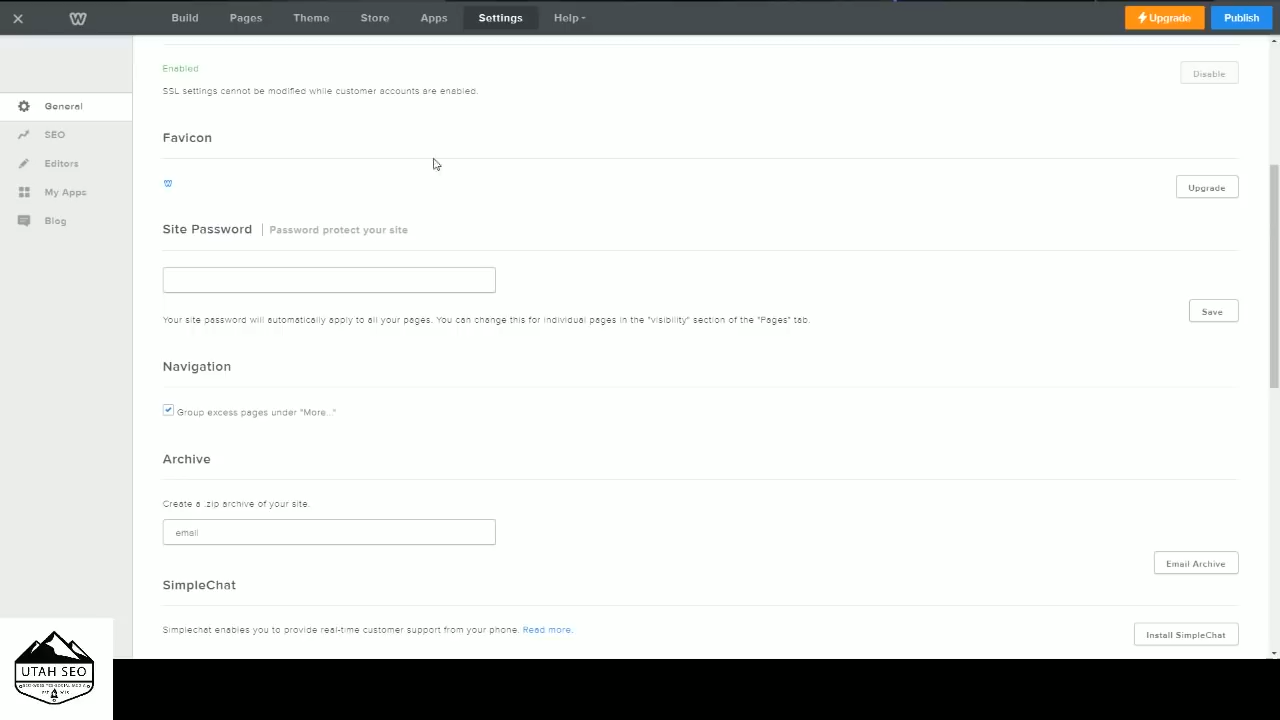 Build Pages Theme Store Apps Settings Help Upgrade Publish
Enabled
Disable
SSL settings cannot be modified while customer accounts are enabled.
General
SEO
Editors
My Apps
Blog
Favicon
Upgrade
Site Password | Password protect your site
Your site password will automatically apply to all your pages. You can change this for individual pages in the "visibility" section of the "Pages" tab.
Save
Navigation
Group excess pages under "More..."
Archive
Create a .zip archive of your site.
email
Email Archive
SimpleChat
Simplechat enables you to provide real-time customer support from your phone. Read more.
Install SimpleChat
UTAH SEO